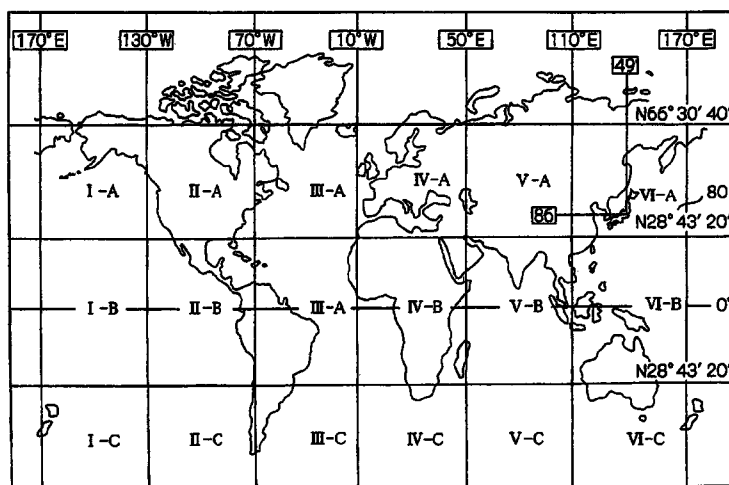 170°E 130°W 70°W 10°W 50°E 110°E 170°E
49
N66°30′40″
I-A II-A III-A IV-A V-A VI-A 80
86
N28°43′20″
I-B II-B III-A IV-B V-B VI-B 0°
N28°43′20″
I-C II-C III-C IV-C V-C VI-C